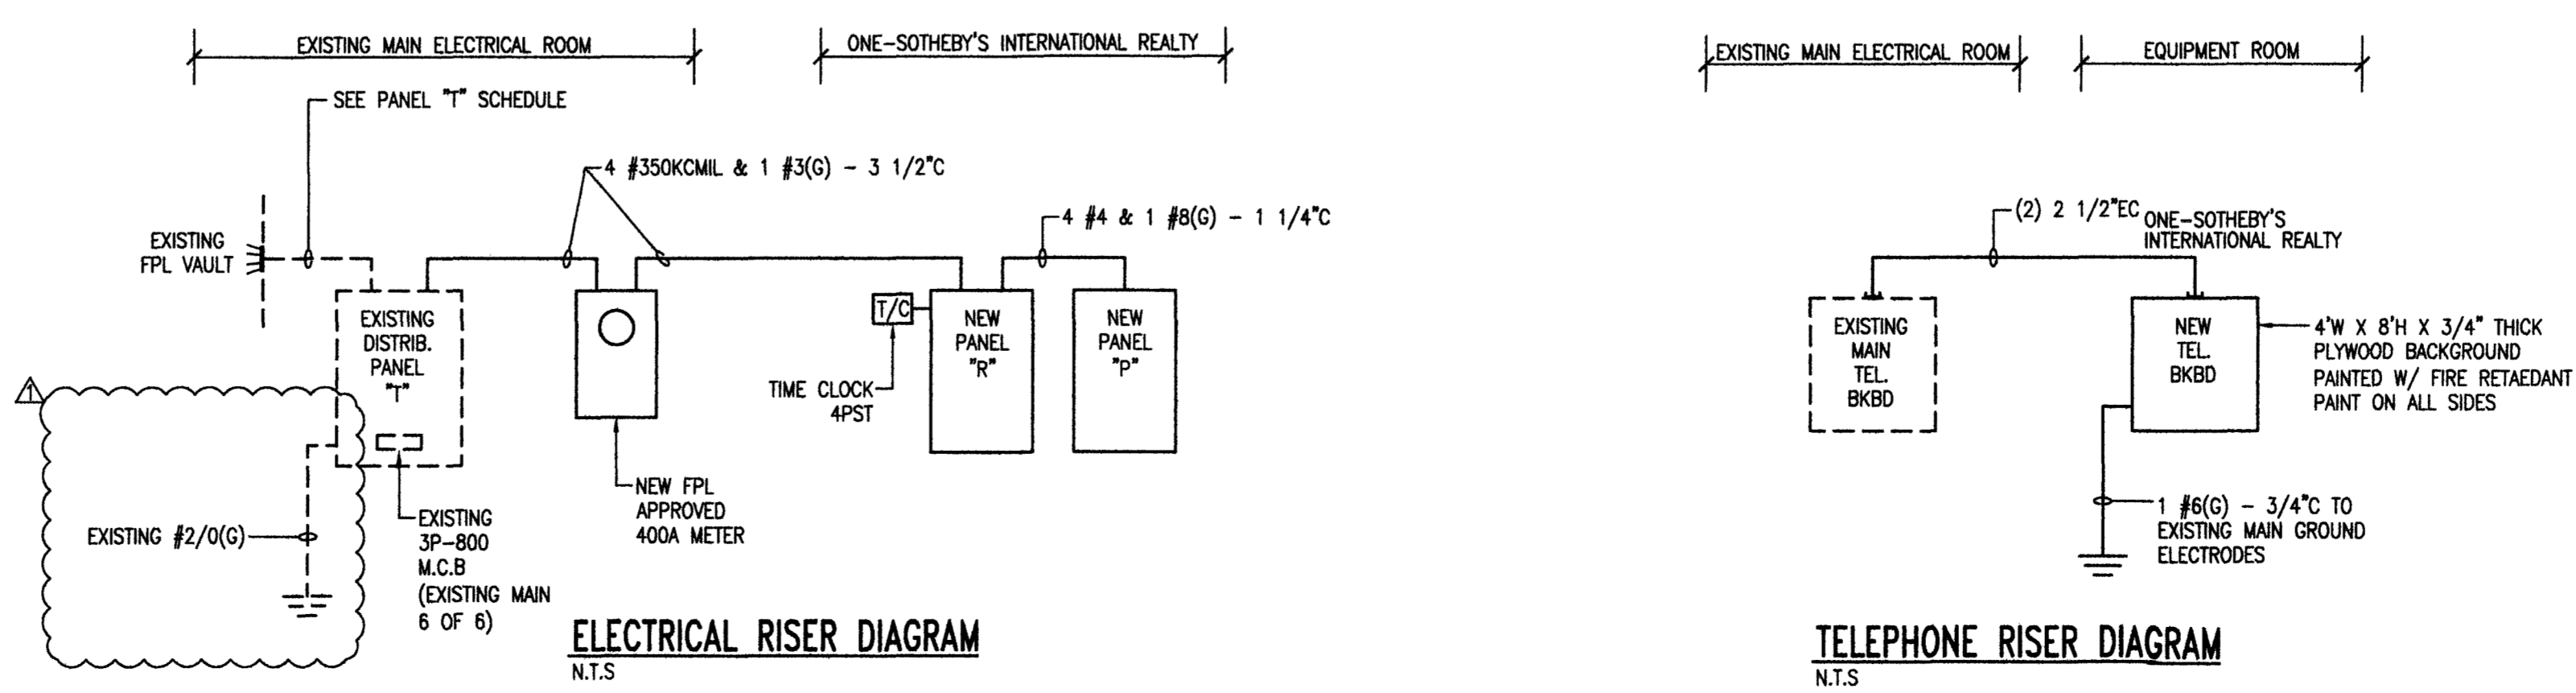 EXISTING MAIN ELECTRICAL ROOM
ONE-SOTHEBY'S INTERNATIONAL REALTY
SEE PANEL "T" SCHEDULE
4 #350KCMIL & 1 #3(G) - 3 1/2"C
4 #4 & 1 #8(G) - 1 1/4"C
EXISTING
FPL VAULT
EXISTING
DISTRIB.
PANEL
"T"
T/C
NEW
PANEL
"R"
NEW
PANEL
"P"
TIME CLOCK
4PST
1
EXISTING #2/0(G)
EXISTING
3P-800
M.C.B
(EXISTING MAIN
6 OF 6)
NEW FPL
APPROVED
400A METER
ELECTRICAL RISER DIAGRAM
N.T.S
EXISTING MAIN ELECTRICAL ROOM
EQUIPMENT ROOM
(2) 2 1/2"EC
ONE-SOTHEBY'S
INTERNATIONAL REALTY
EXISTING
MAIN
TEL.
BKBD
NEW
TEL.
BKBD
4'W X 8'H X 3/4" THICK
PLYWOOD BACKGROUND
PAINTED W/ FIRE RETAEDANT
PAINT ON ALL SIDES
1 #6(G) - 3/4"C TO
EXISTING MAIN GROUND
ELECTRODES
TELEPHONE RISER DIAGRAM
N.T.S